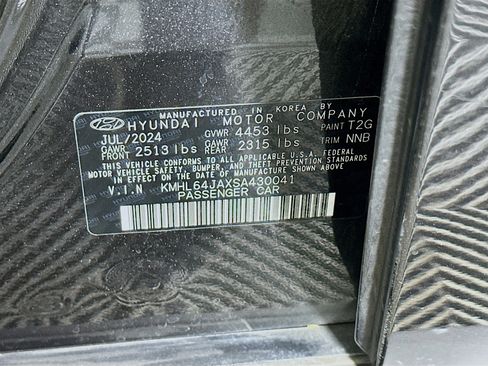 MANUFACTURED IN KOREA BY
HYUNDAI MOTOR COMPANY
JUL/2024 GVWR 4453 lbs PAINT T2G
GAWR FRONT 2513 lbs GAWR REAR 2315 lbs TRIM NNB
THIS VEHICLE CONFORMS TO ALL APPLICABLE U.S.A. FEDERAL
MOTOR VEHICLE SAFETY, BUMPER, AND THEFT PREVENTION STANDARDS
IN EFFECT ON THE DATE OF MANUFACTURE SHOWN ABOVE
V.I.N KMHL64JAXSA430041
PASSENGER CAR